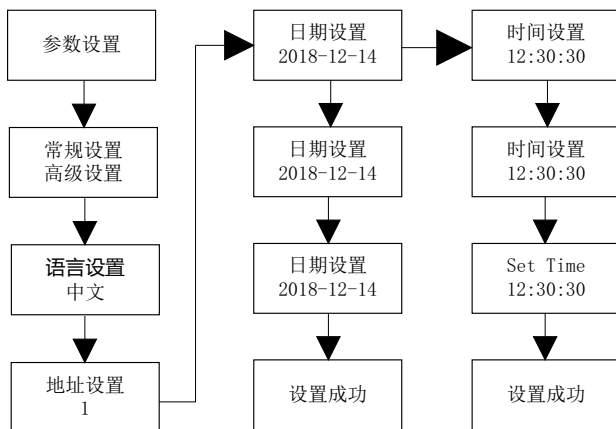 参数设置
常规设置
高级设置
语言设置
中文
地址设置
1
日期设置
2018-12-14
日期设置
2018-12-14
日期设置
2018-12-14
设置成功
时间设置
12:30:30
时间设置
12:30:30
Set Time
12:30:30
设置成功